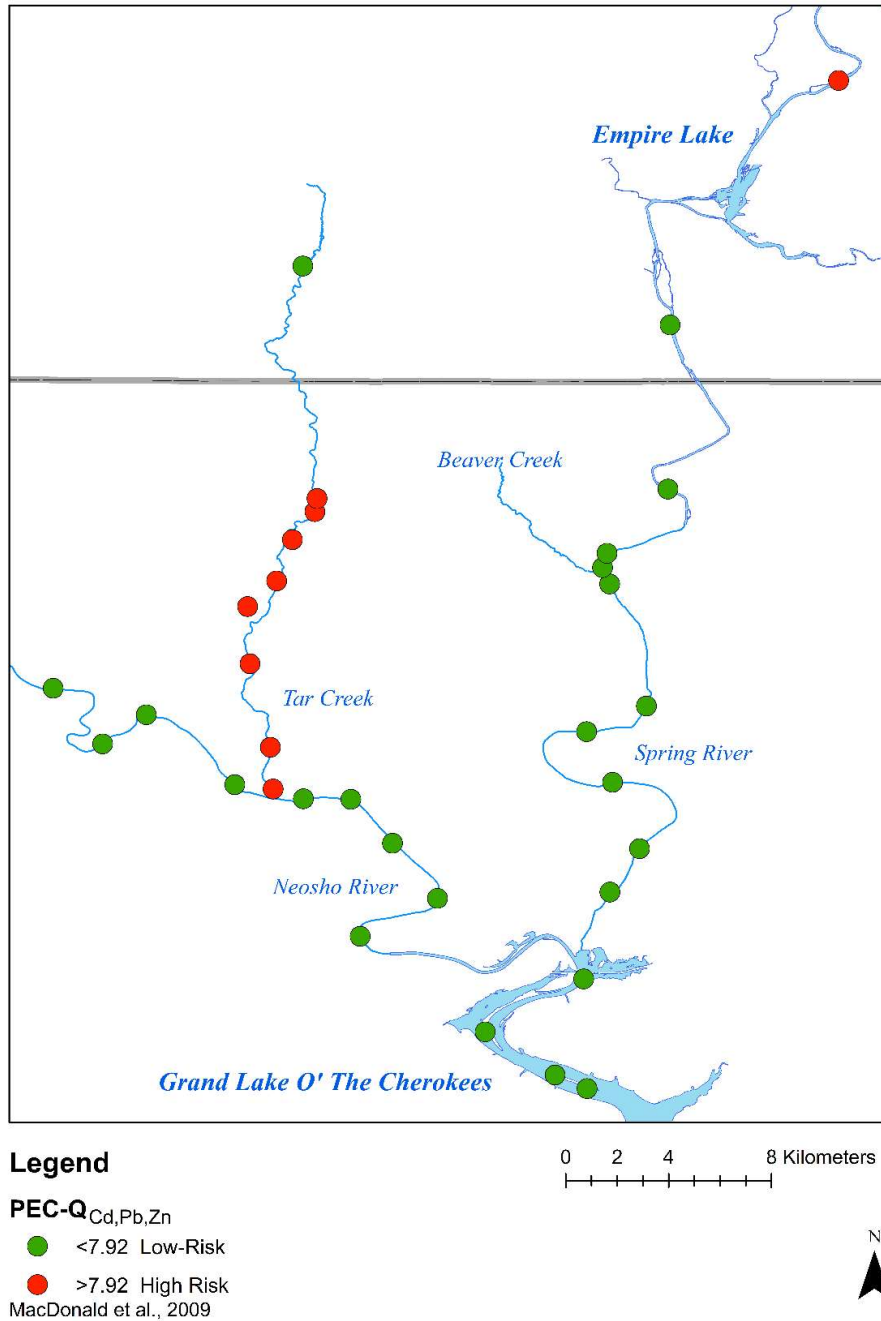 Empire Lake
Beaver Creek
Tar Creek
Spring River
Neosho River
Grand Lake O' The Cherokees
Legend
0 2 4 8 Kilometers
PEC-Q Cd,Pb,Zn
<7.92 Low-Risk
>7.92 High Risk
MacDonald et al., 2009
N